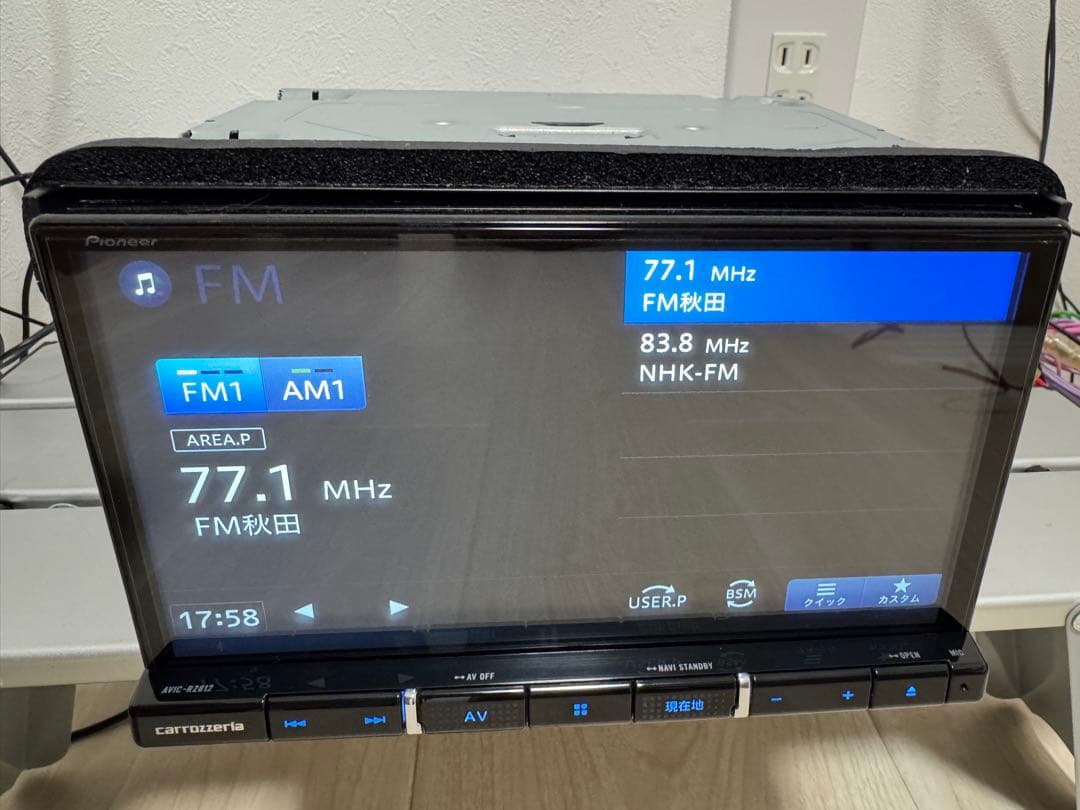 Pioneer
FM
77.1 MHz
FM秋田
83.8 MHz
NHK-FM
FM1
AM1
AREA.P
77.1 MHz
FM秋田
17:58
USER.P
BSM
クイック
カスタム
AVIC-RZ812
AV OFF
NAVI STANDBY
OPEN
MIC
carrozzeria
AV
現在地
- +